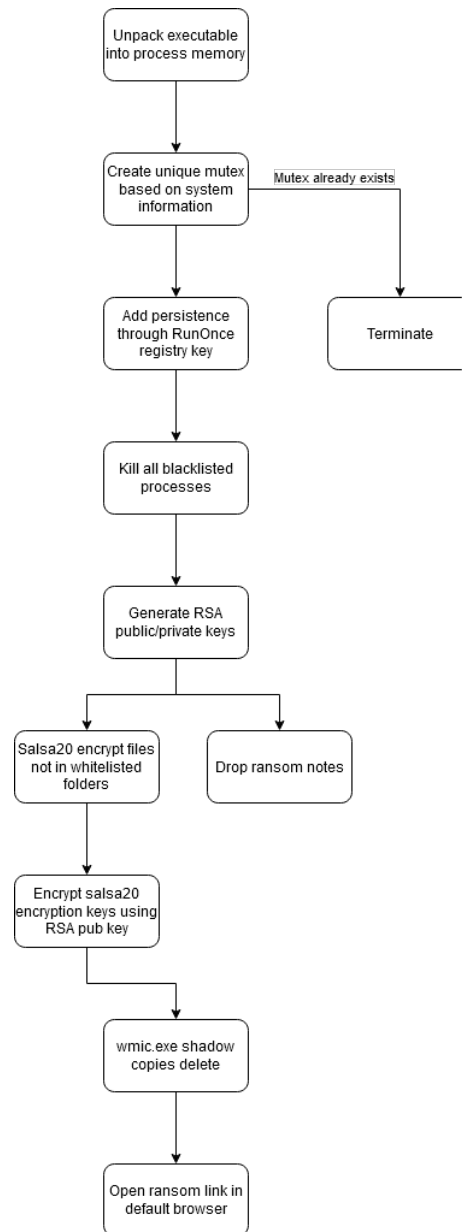 Unpack executable
into process memory
Create unique mutex
based on system
information
Mutex already exists
Add persistence
through RunOnce
registry key
Terminate
Kill all blacklisted
processes
Generate RSA
public/private keys
Salsa20 encrypt files
not in whitelisted
folders
Drop ransom notes
Encrypt salsa20
encryption keys using
RSA pub key
wmic.exe shadow
copies delete
Open ransom link in
default browser